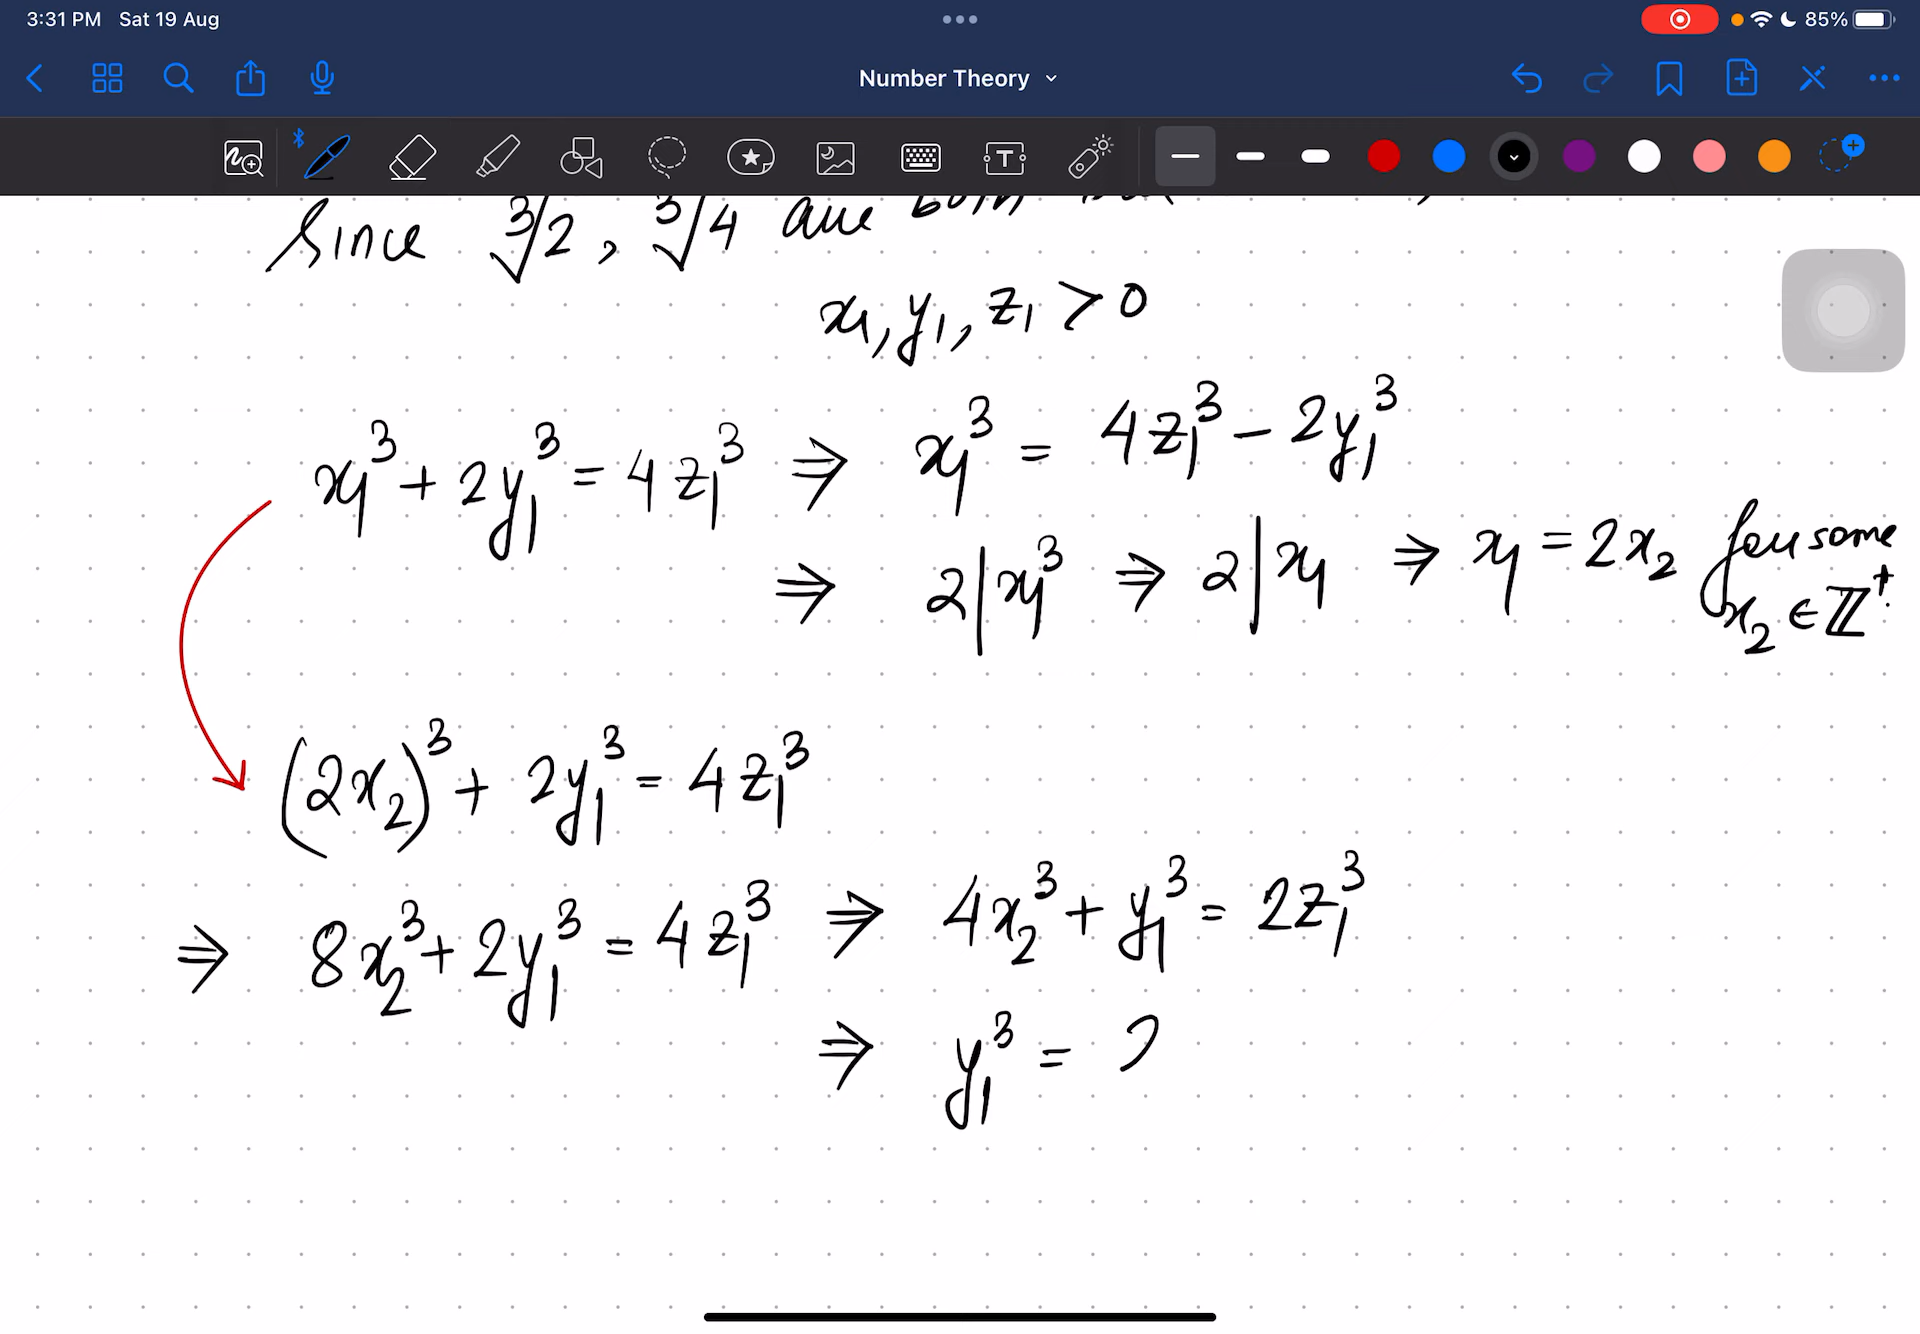 3:31 PM Sat 19 Aug
85%
Number Theory
T
Since ∛2, ∛4 are both
x₁, y₁, z₁ > 0
x₁³ + 2y₁³ = 4z₁³ ⇒ x₁³ = 4z₁³ − 2y₁³
⇒ 2|x₁³ ⇒ 2|x₁ ⇒ x₁ = 2x₂ for some
x₂ ∈ ℤ⁺.
(2x₂)³ + 2y₁³ = 4z₁³
⇒ 8x₂³ + 2y₁³ = 4z₁³ ⇒ 4x₂³ + y₁³ = 2z₁³
⇒ y₁³ = 2